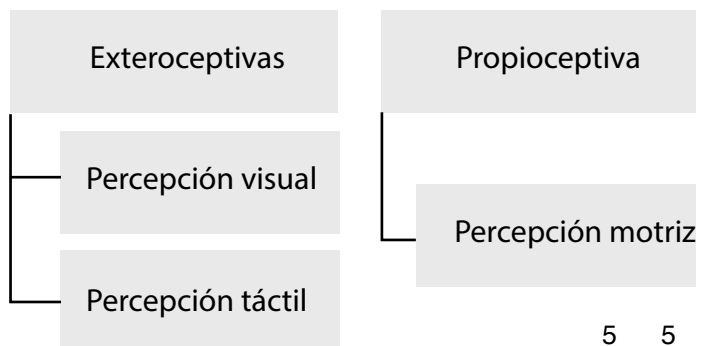 Exteroceptivas
Percepción visual
Percepción táctil
Propioceptiva
Percepción motriz
5 5